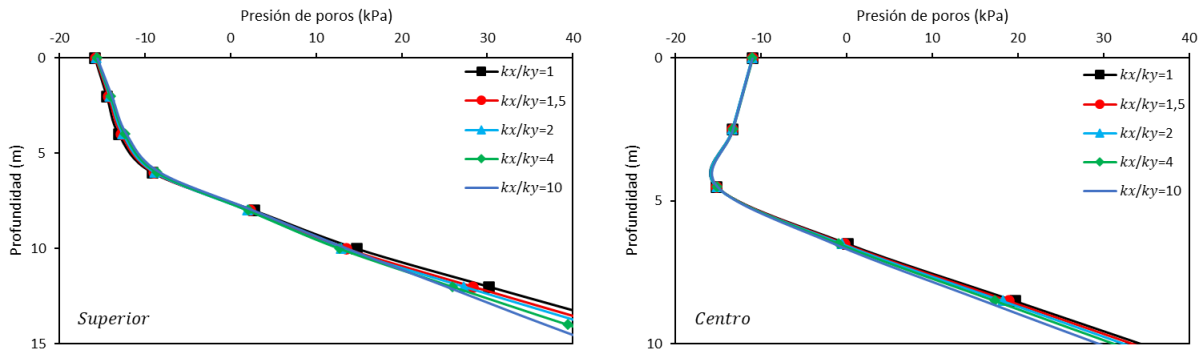 Presión de poros (kPa)
-20 -10 0 10 20 30 40
0
5
10
15
Profundidad (m)
kx/ky=1
kx/ky=1,5
kx/ky=2
kx/ky=4
kx/ky=10
Superior
Presión de poros (kPa)
-20 -10 0 10 20 30 40
0
5
10
Profundidad (m)
kx/ky=1
kx/ky=1,5
kx/ky=2
kx/ky=4
kx/ky=10
Centro